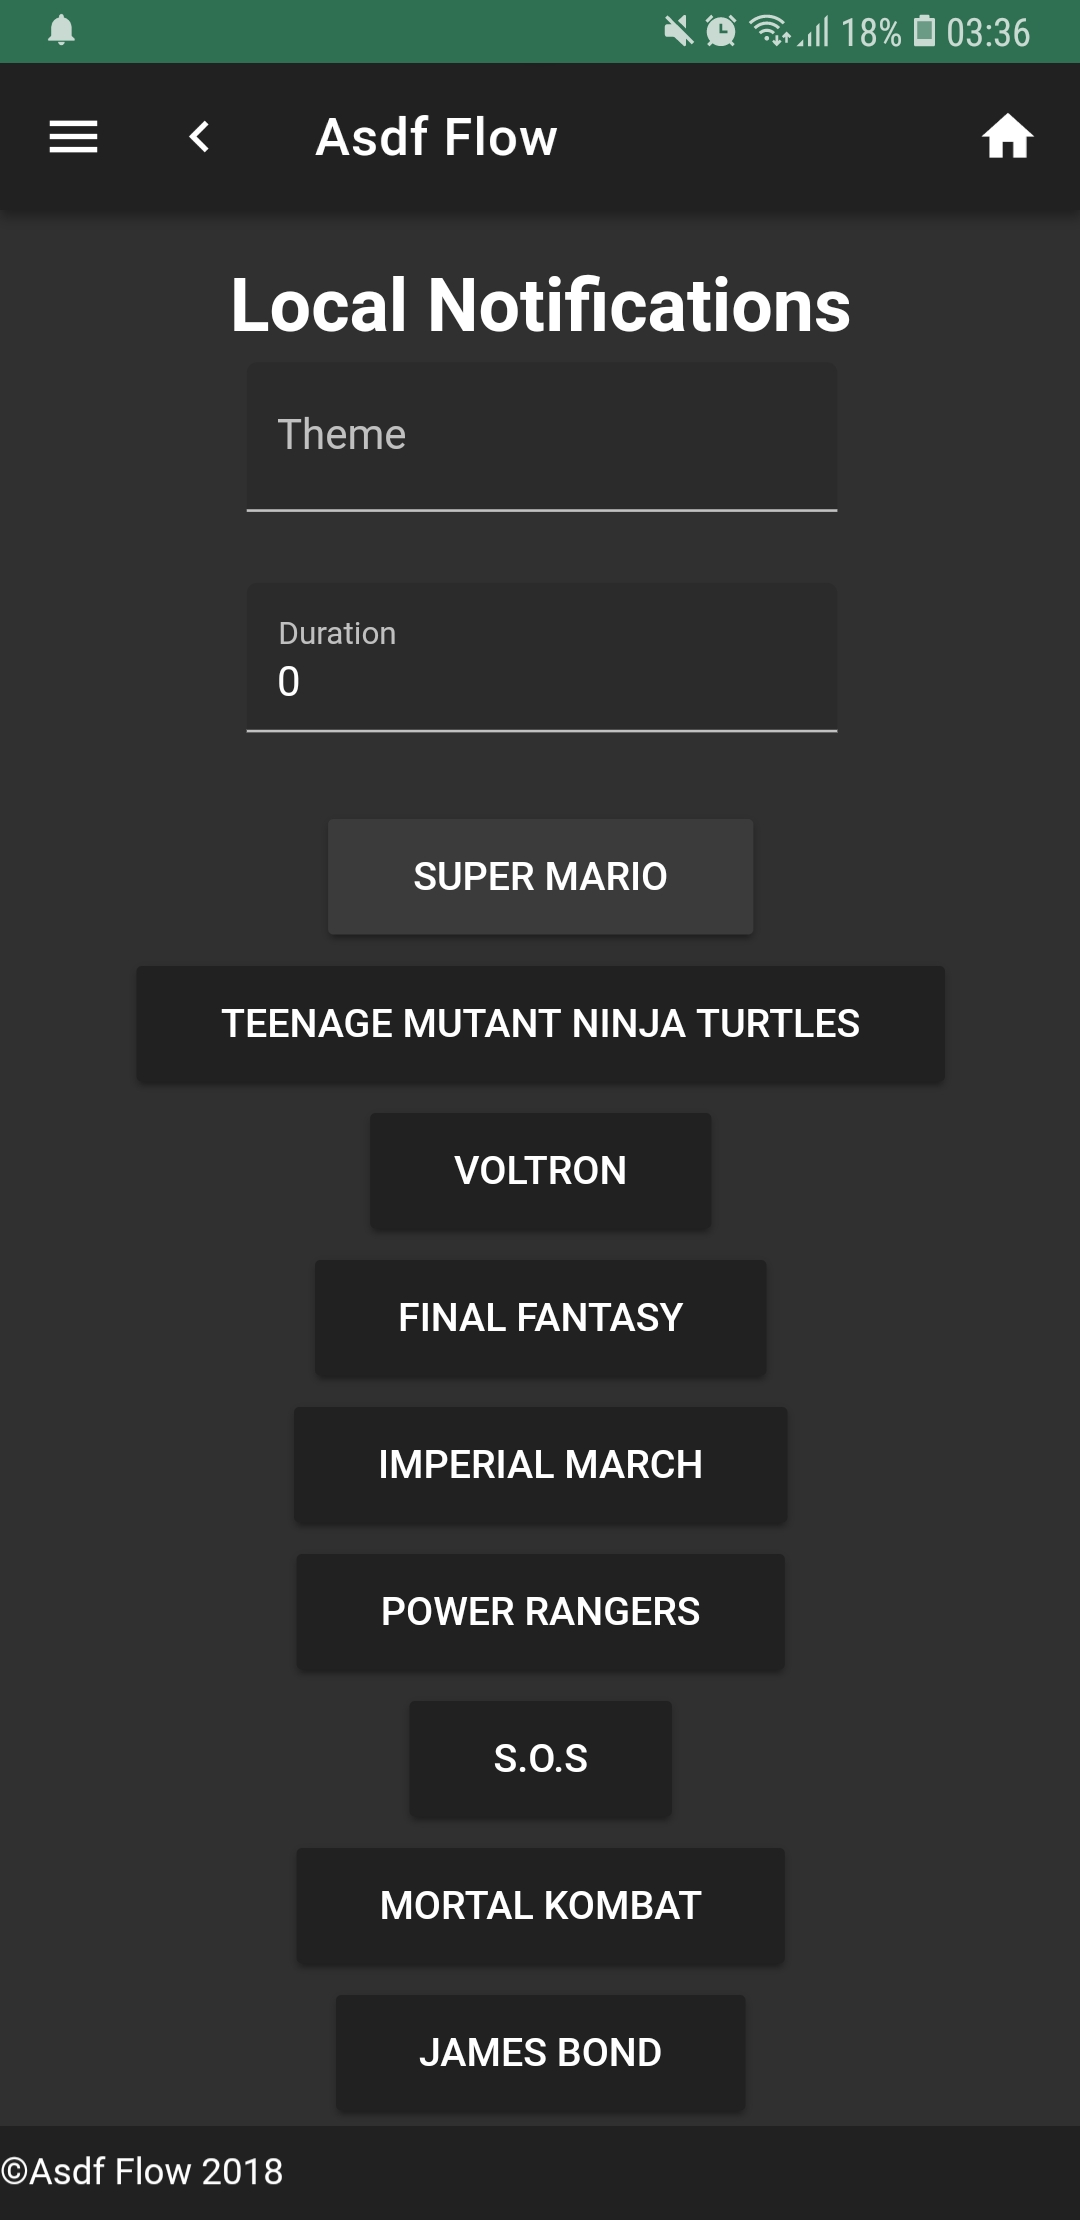 18% 03:36
Asdf Flow
Local Notifications
Theme
Duration
0
SUPER MARIO
TEENAGE MUTANT NINJA TURTLES
VOLTRON
FINAL FANTASY
IMPERIAL MARCH
POWER RANGERS
S.O.S
MORTAL KOMBAT
JAMES BOND
©Asdf Flow 2018